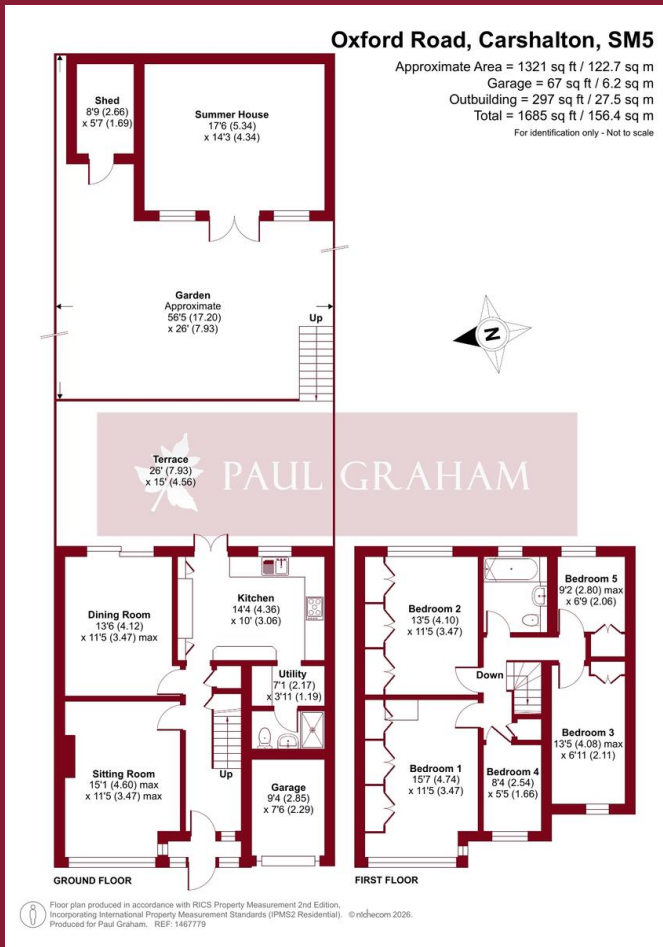 Oxford Road, Carshalton, SM5
Approximate Area = 1321 sq ft / 122.7 sq m
Garage = 67 sq ft / 6.2 sq m
Outbuilding = 297 sq ft / 27.5 sq m
Total = 1685 sq ft / 156.4 sq m
For identification only - Not to scale
Shed
8'9 (2.66)
x 5'7 (1.69)
Summer House
17'6 (5.34)
x 14'3 (4.34)
Garden
Approximate
56'5 (17.20)
x 26' (7.93)
Up
N
Terrace
26' (7.93)
x 15' (4.56)
PAUL GRAHAM
Dining Room
13'6 (4.12)
x 11'5 (3.47) max
Kitchen
14'4 (4.36)
x 10' (3.06)
Utility
7'1 (2.17)
x 3'11 (1.19)
Sitting Room
15'1 (4.60) max
x 11'5 (3.47) max
Up
Garage
9'4 (2.85)
x 7'6 (2.29)
GROUND FLOOR
Bedroom 2
13'5 (4.10)
x 11'5 (3.47)
Bedroom 5
9'2 (2.80) max
x 6'9 (2.06)
Down
Bedroom 1
15'7 (4.74)
x 11'5 (3.47)
Bedroom 4
8'4 (2.54)
x 5'5 (1.66)
Bedroom 3
13'5 (4.08) max
x 6'11 (2.11)
FIRST FLOOR
Floor plan produced in accordance with RICS Property Measurement 2nd Edition,
Incorporating International Property Measurement Standards (IPMS2 Residential). © nichecom 2026.
Produced for Paul Graham. REF: 1467779